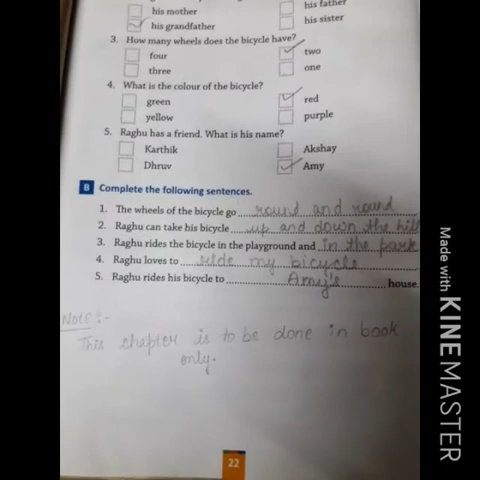 his mother
his father
his grandfather
his sister
3. How many wheels does the bicycle have?
four
two
three
one
4. What is the colour of the bicycle?
green
red
yellow
purple
5. Raghu has a friend. What is his name?
Karthik
Akshay
Dhruv
Amy
B Complete the following sentences.
1. The wheels of the bicycle go round and round
2. Raghu can take his bicycle up and down the hill
3. Raghu rides the bicycle in the playground and in the park
4. Raghu loves to ride my bicycle
5. Raghu rides his bicycle to Amy's house.
Note:-
This chapter is to be done in book
only.
22
Made with KINEMASTER